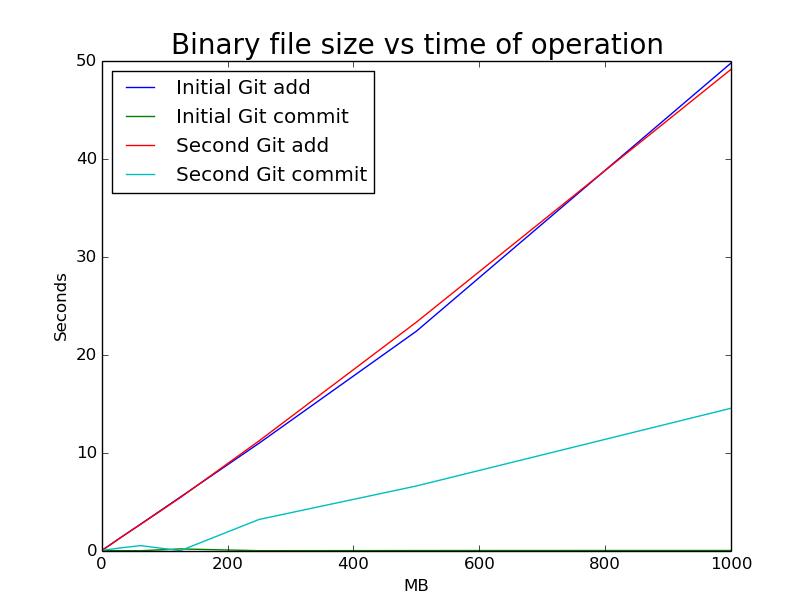 Binary file size vs time of operation
Initial Git add
Initial Git commit
Second Git add
Second Git commit
50
40
30
20
10
0
Seconds
0 200 400 600 800 1000
MB